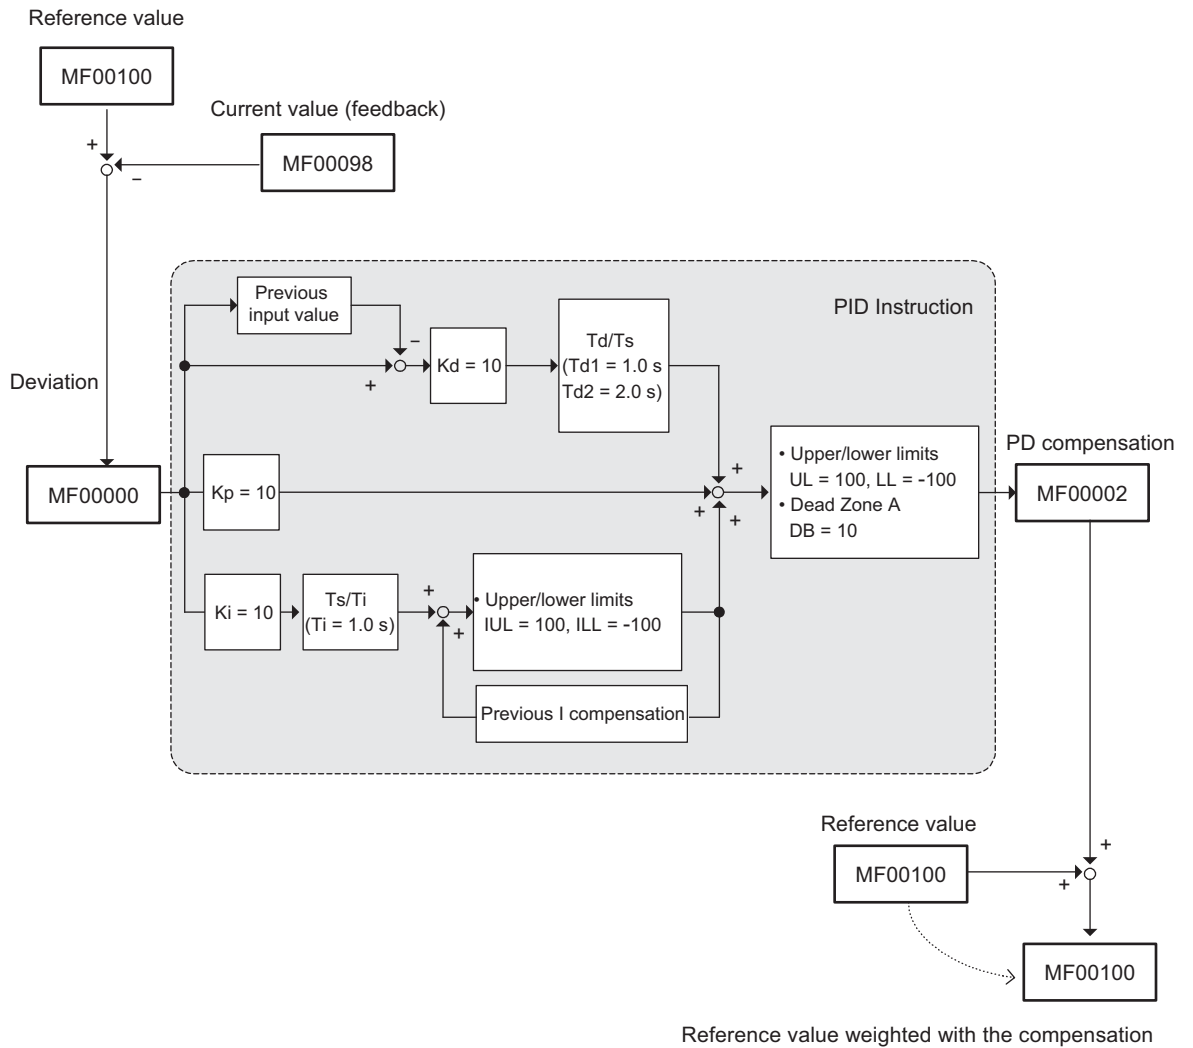 Reference value
MF00100
Current value (feedback)
+
MF00098
−
Previous
input value
PID Instruction
−
+
Kd = 10
Td/Ts
(Td1 = 1.0 s
Td2 = 2.0 s)
Deviation
MF00000
Kp = 10
+
+
+
• Upper/lower limits
UL = 100, LL = -100
• Dead Zone A
DB = 10
PD compensation
MF00002
Ki = 10
Ts/Ti
(Ti = 1.0 s)
+
+
• Upper/lower limits
IUL = 100, ILL = -100
Previous I compensation
Reference value
MF00100
+
+
MF00100
Reference value weighted with the compensation